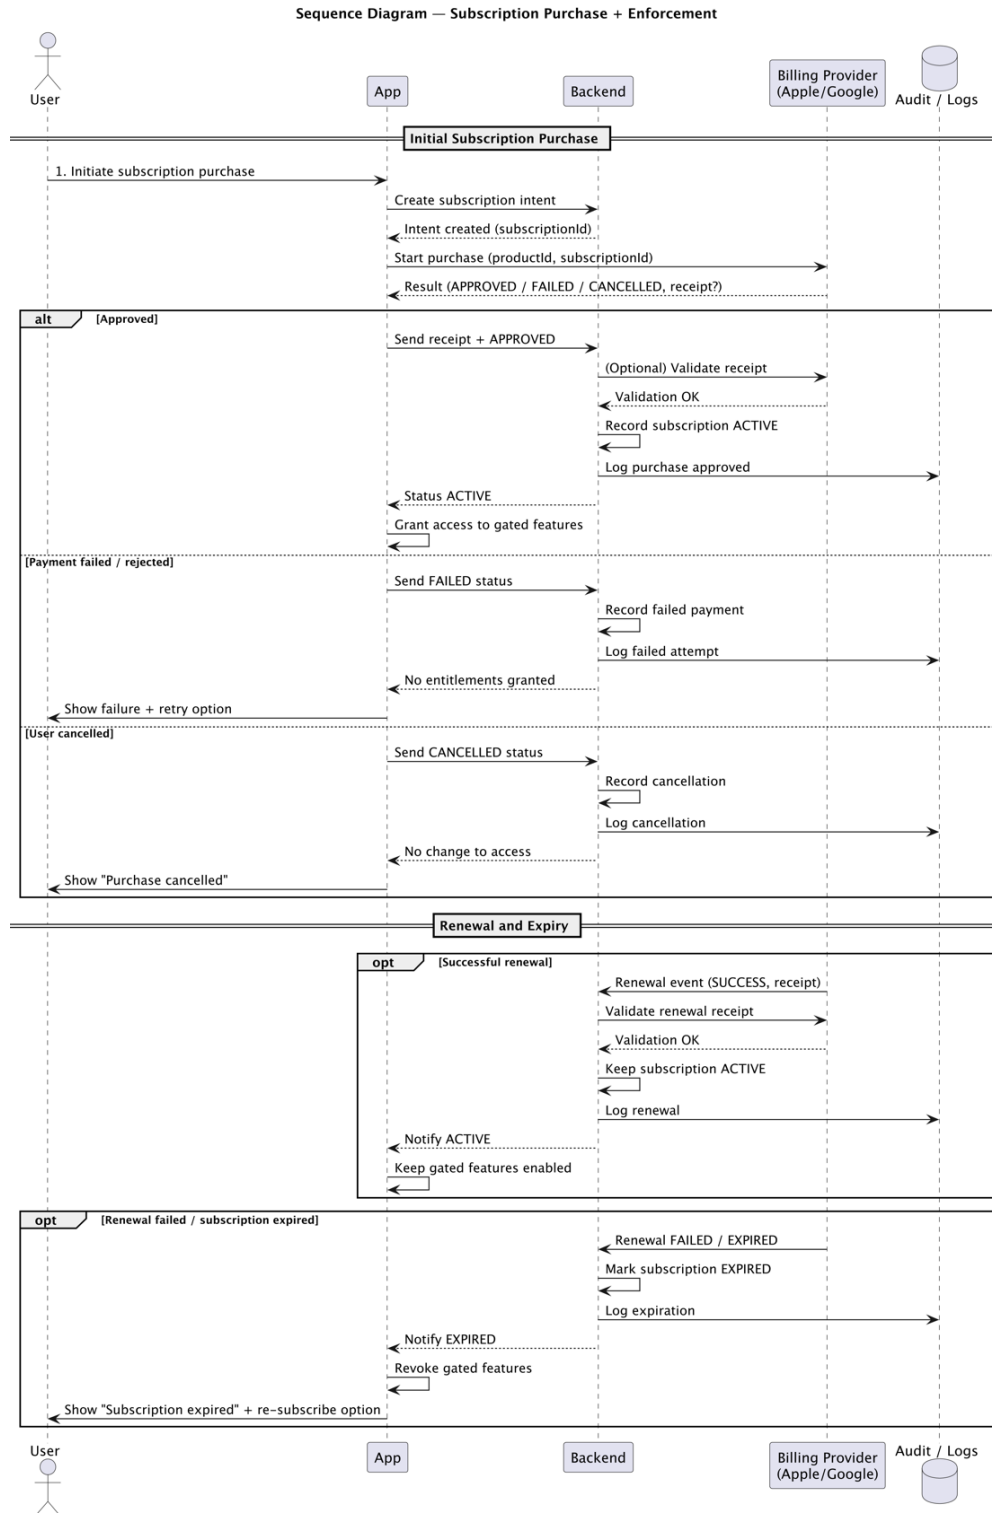 Sequence Diagram — Subscription Purchase + Enforcement
User
App
Backend
Billing Provider
(Apple/Google)
Audit / Logs
Initial Subscription Purchase
1. Initiate subscription purchase
Create subscription intent
Intent created (subscriptionId)
Start purchase (productId, subscriptionId)
Result (APPROVED / FAILED / CANCELLED, receipt?)
alt [Approved]
Send receipt + APPROVED
(Optional) Validate receipt
Validation OK
Record subscription ACTIVE
Log purchase approved
Status ACTIVE
Grant access to gated features
[Payment failed / rejected]
Send FAILED status
Record failed payment
Log failed attempt
No entitlements granted
Show failure + retry option
[User cancelled]
Send CANCELLED status
Record cancellation
Log cancellation
No change to access
Show "Purchase cancelled"
Renewal and Expiry
opt [Successful renewal]
Renewal event (SUCCESS, receipt)
Validate renewal receipt
Validation OK
Keep subscription ACTIVE
Log renewal
Notify ACTIVE
Keep gated features enabled
opt [Renewal failed / subscription expired]
Renewal FAILED / EXPIRED
Mark subscription EXPIRED
Log expiration
Notify EXPIRED
Revoke gated features
Show "Subscription expired" + re-subscribe option
User
App
Backend
Billing Provider
(Apple/Google)
Audit / Logs